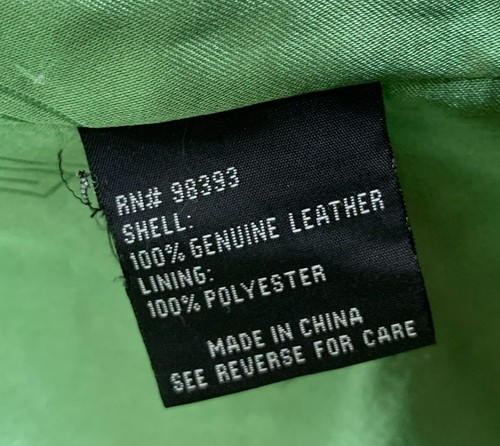 RN# 98393
SHELL:
100% GENUINE LEATHER
LINING:
100% POLYESTER
MADE IN CHINA
SEE REVERSE FOR CARE